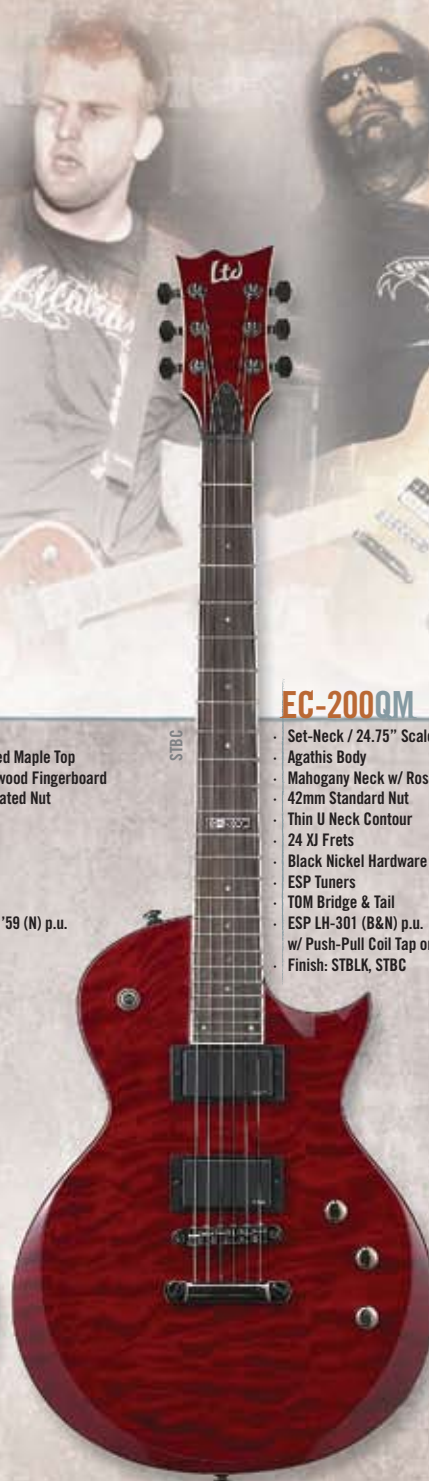 Ltd
EC-200QM
ed Maple Top
wood Fingerboard
ated Nut
'59 (N) p.u.
STBC
· Set-Neck / 24.75” Scale
· Agathis Body
· Mahogany Neck w/ Ros
· 42mm Standard Nut
· Thin U Neck Contour
· 24 XJ Frets
· Black Nickel Hardware
· ESP Tuners
· TOM Bridge & Tail
· ESP LH-301 (B&N) p.u.
w/ Push-Pull Coil Tap or
· Finish: STBLK, STBC